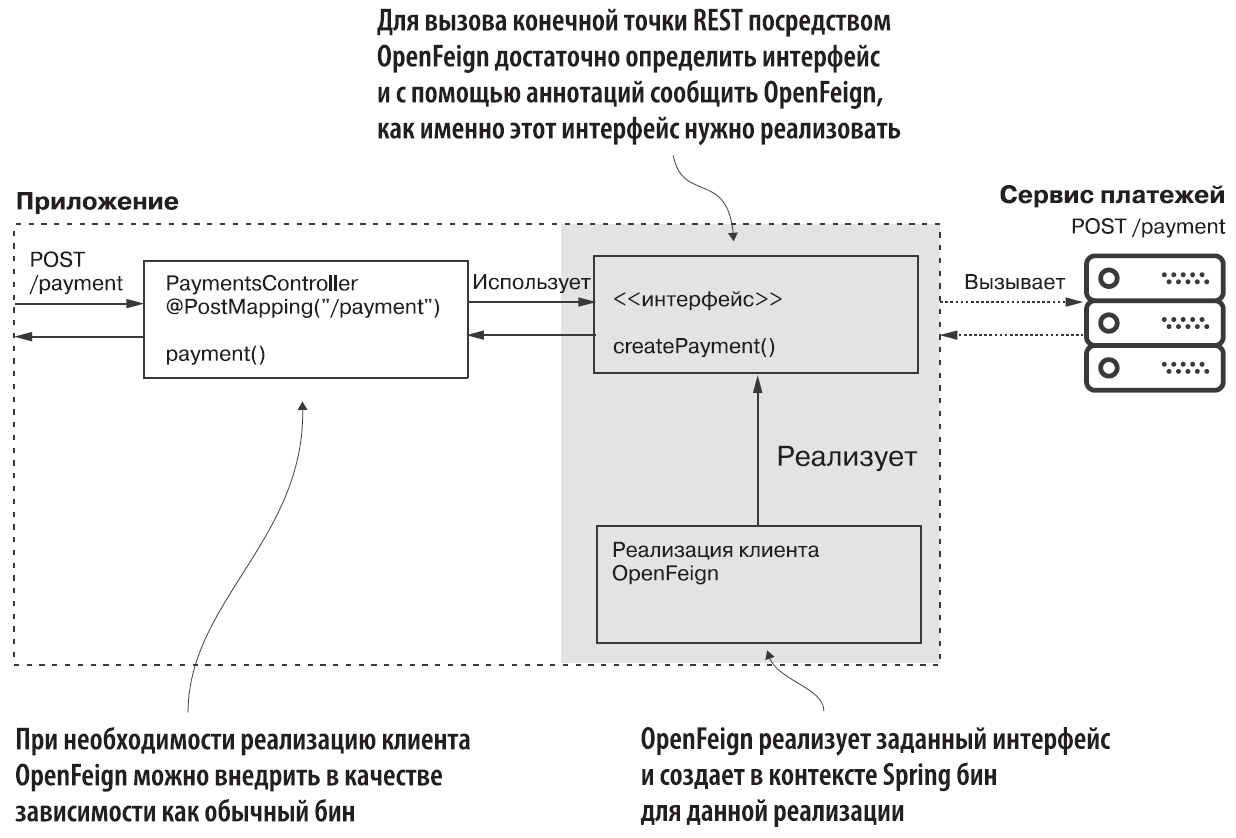 Для вызова конечной точки REST посредством
OpenFeign достаточно определить интерфейс
и с помощью аннотаций сообщить OpenFeign,
как именно этот интерфейс нужно реализовать
Приложение
Сервис платежей
POST /payment
POST
/payment
PaymentsController
@PostMapping("/payment")
payment()
Использует
<<интерфейс>>
createPayment()
Вызывает
Реализует
Реализация клиента
OpenFeign
При необходимости реализацию клиента
OpenFeign можно внедрить в качестве
зависимости как обычный бин
OpenFeign реализует заданный интерфейс
и создает в контексте Spring бин
для данной реализации